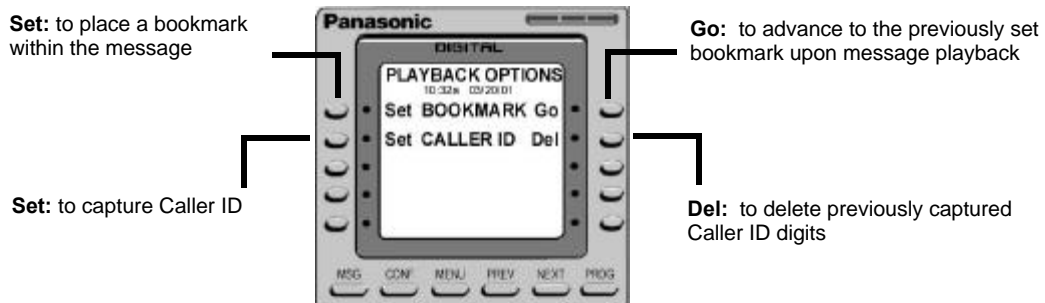 Set: to place a bookmark
within the message
Panasonic
DIGITAL
PLAYBACK OPTIONS
10:32a 03/20/01
Set BOOKMARK Go
Set CALLER ID Del
MSG CONF MENU PREV NEXT PROG
Go: to advance to the previously set
bookmark upon message playback
Set: to capture Caller ID
Del: to delete previously captured
Caller ID digits